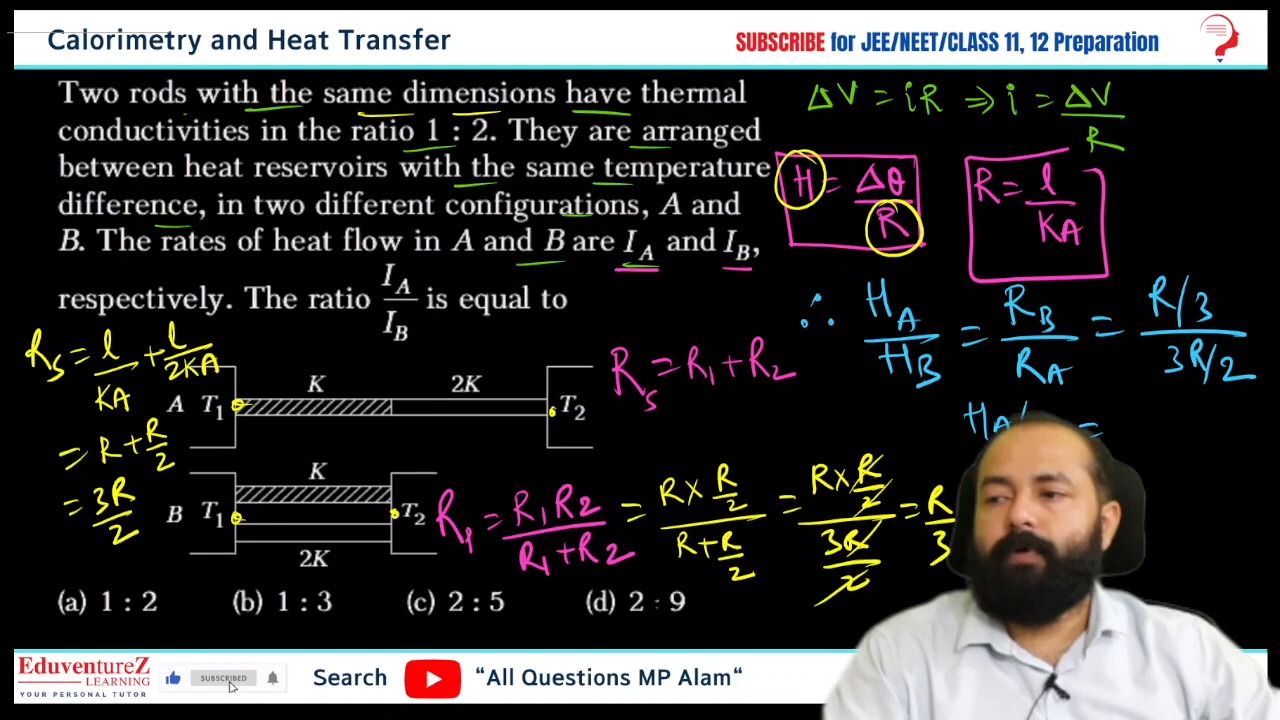 Calorimetry and Heat Transfer
SUBSCRIBE for JEE/NEET/CLASS 11, 12 Preparation
Two rods with the same dimensions have thermal
conductivities in the ratio 1 : 2. They are arranged
between heat reservoirs with the same temperature
difference, in two different configurations, A and
B. The rates of heat flow in A and B are I_A and I_B,
respectively. The ratio I_A/I_B is equal to
ΔV = iR ⇒ i = ΔV/R
H = Δθ/R
R = l/KA
∴ H_A/H_B = R_B/R_A = (R/3)/(3R/2)
H_A/ =
R_s = l/KA + l/2KA
= R + R/2
= 3R/2
R_s = R_1 + R_2
A T_1 K 2K T_2
B T_1 K 2K T_2
R_p = R_1 R_2/(R_1 + R_2) = (R × R/2)/(R + R/2) = (R × R/2)/(3R/2) = R/3
(a) 1 : 2 (b) 1 : 3 (c) 2 : 5 (d) 2 : 9
EduventureZ
LEARNING
YOUR PERSONAL TUTOR
SUBSCRIBED
Search "All Questions MP Alam"